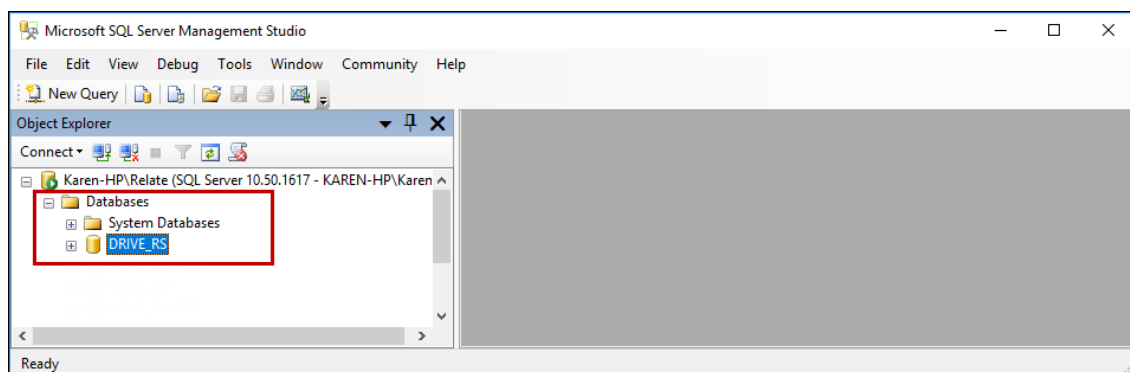 Microsoft SQL Server Management Studio
File Edit View Debug Tools Window Community Help
New Query
Object Explorer
Connect
Karen-HP\Relate (SQL Server 10.50.1617 - KAREN-HP\Karen
Databases
System Databases
DRIVE_RS
Ready